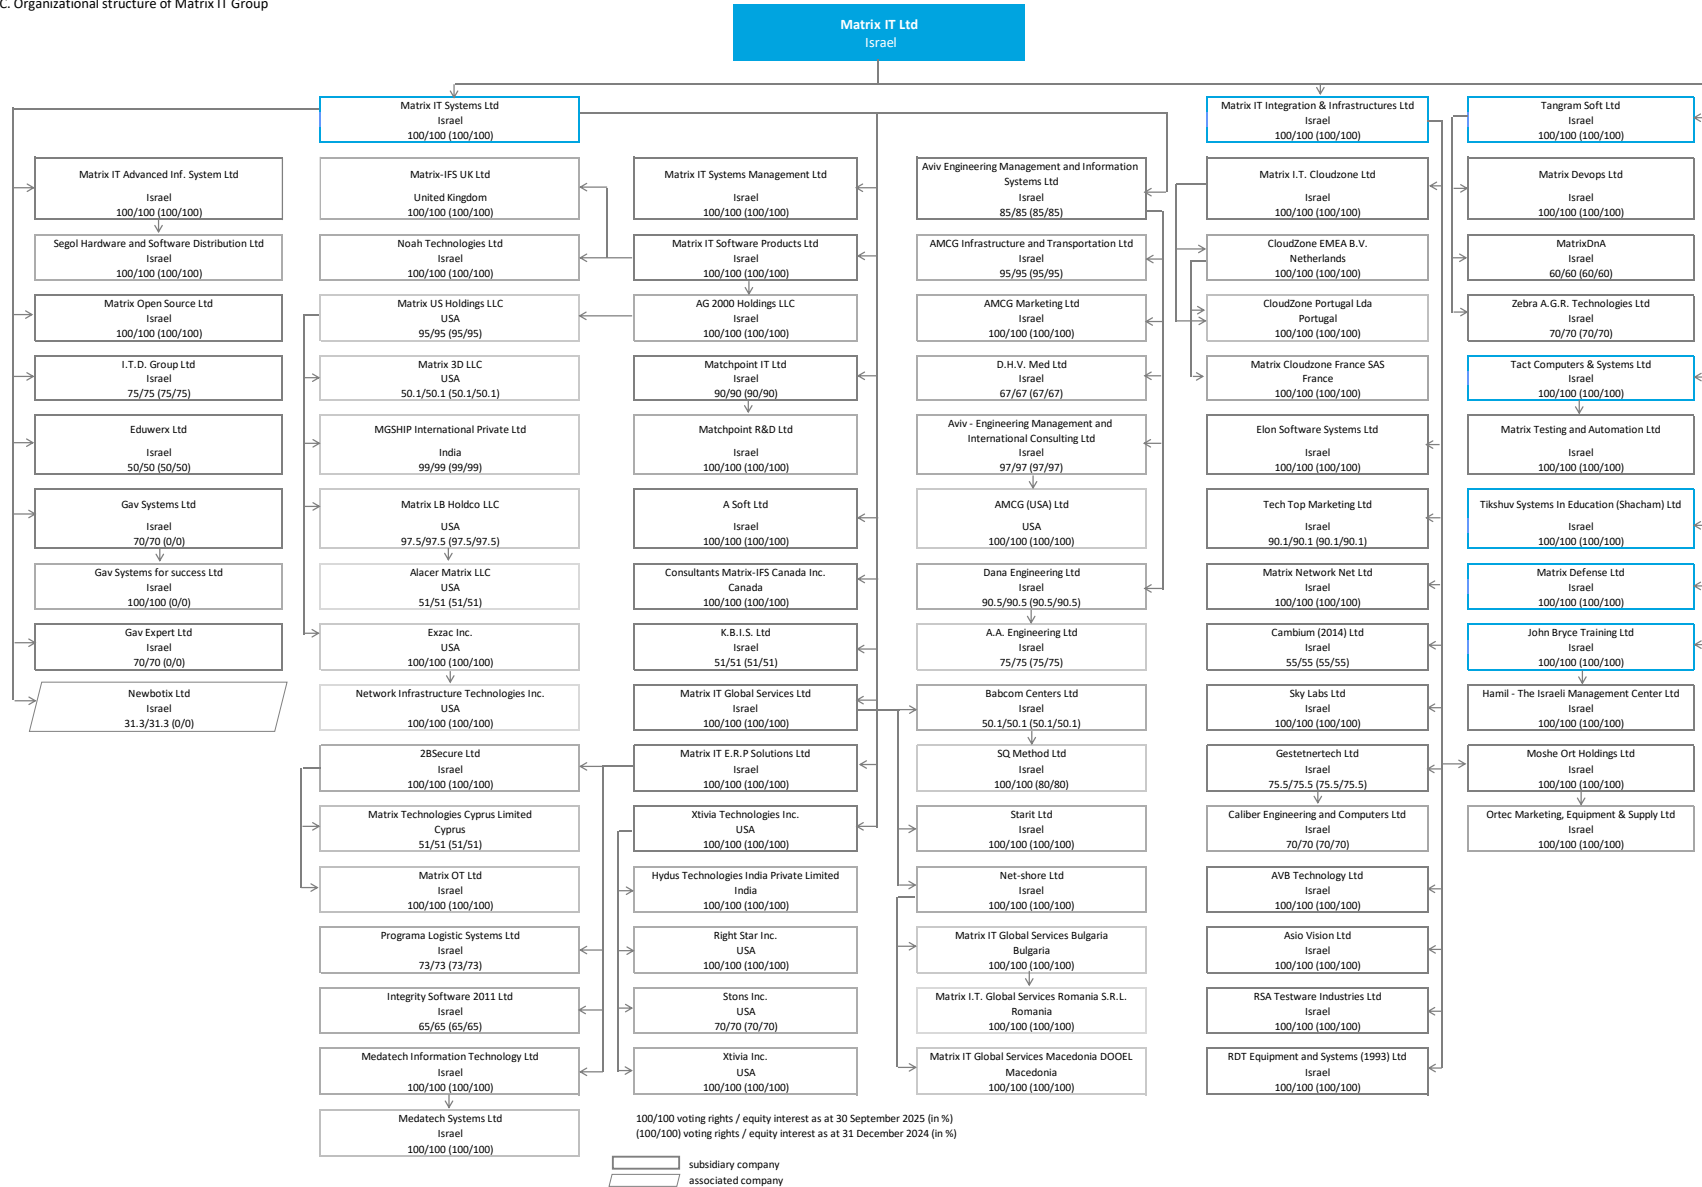 C. Organizational structure of Matrix IT Group
Matrix IT Ltd
Israel
Matrix IT Systems Ltd
Israel
100/100 (100/100)
Matrix IT Integration & Infrastructures Ltd
Israel
100/100 (100/100)
Tangram Soft Ltd
Israel
100/100 (100/100)
Matrix IT Advanced Inf. System Ltd
Israel
100/100 (100/100)
Segol Hardware and Software Distribution Ltd
Israel
100/100 (100/100)
Matrix Open Source Ltd
Israel
100/100 (100/100)
I.T.D. Group Ltd
Israel
75/75 (75/75)
Eduwerx Ltd
Israel
50/50 (50/50)
Gav Systems Ltd
Israel
70/70 (0/0)
Gav Systems for success Ltd
Israel
100/100 (0/0)
Gav Expert Ltd
Israel
70/70 (0/0)
Newbotix Ltd
Israel
31.3/31.3 (0/0)
Matrix-IFS UK Ltd
United Kingdom
100/100 (100/100)
Noah Technologies Ltd
Israel
100/100 (100/100)
Matrix US Holdings LLC
USA
95/95 (95/95)
Matrix 3D LLC
USA
50.1/50.1 (50.1/50.1)
MGSHIP International Private Ltd
India
99/99 (99/99)
Matrix LB Holdco LLC
USA
97.5/97.5 (97.5/97.5)
Alacer Matrix LLC
USA
51/51 (51/51)
Exzac Inc.
USA
100/100 (100/100)
Network Infrastructure Technologies Inc.
USA
100/100 (100/100)
2BSecure Ltd
Israel
100/100 (100/100)
Matrix Technologies Cyprus Limited
Cyprus
51/51 (51/51)
Matrix OT Ltd
Israel
100/100 (100/100)
Programa Logistic Systems Ltd
Israel
73/73 (73/73)
Integrity Software 2011 Ltd
Israel
65/65 (65/65)
Medatech Information Technology Ltd
Israel
100/100 (100/100)
Medatech Systems Ltd
Israel
100/100 (100/100)
Matrix IT Systems Management Ltd
Israel
100/100 (100/100)
Matrix IT Software Products Ltd
Israel
100/100 (100/100)
AG 2000 Holdings LLC
Israel
100/100 (100/100)
Matchpoint IT Ltd
Israel
90/90 (90/90)
Matchpoint R&D Ltd
Israel
100/100 (100/100)
A Soft Ltd
Israel
100/100 (100/100)
Consultants Matrix-IFS Canada Inc.
Canada
100/100 (100/100)
K.B.I.S. Ltd
Israel
51/51 (51/51)
Matrix IT Global Services Ltd
Israel
100/100 (100/100)
Matrix IT E.R.P Solutions Ltd
Israel
100/100 (100/100)
Xtivia Technologies Inc.
USA
100/100 (100/100)
Hydus Technologies India Private Limited
India
100/100 (100/100)
Right Star Inc.
USA
100/100 (100/100)
Stons Inc.
USA
70/70 (70/70)
Xtivia Inc.
USA
100/100 (100/100)
Aviv Engineering Management and Information
Systems Ltd
Israel
85/85 (85/85)
AMCG Infrastructure and Transportation Ltd
Israel
95/95 (95/95)
AMCG Marketing Ltd
Israel
100/100 (100/100)
D.H.V. Med Ltd
Israel
67/67 (67/67)
Aviv - Engineering Management and
International Consulting Ltd
Israel
97/97 (97/97)
AMCG (USA) Ltd
USA
100/100 (100/100)
Dana Engineering Ltd
Israel
90.5/90.5 (90.5/90.5)
A.A. Engineering Ltd
Israel
75/75 (75/75)
Babcom Centers Ltd
Israel
50.1/50.1 (50.1/50.1)
SQ Method Ltd
Israel
100/100 (80/80)
Starit Ltd
Israel
100/100 (100/100)
Net-shore Ltd
Israel
100/100 (100/100)
Matrix IT Global Services Bulgaria
Bulgaria
100/100 (100/100)
Matrix I.T. Global Services Romania S.R.L.
Romania
100/100 (100/100)
Matrix IT Global Services Macedonia DOOEL
Macedonia
100/100 (100/100)
Matrix I.T. Cloudzone Ltd
Israel
100/100 (100/100)
CloudZone EMEA B.V.
Netherlands
100/100 (100/100)
CloudZone Portugal Lda
Portugal
100/100 (100/100)
Matrix Cloudzone France SAS
France
100/100 (100/100)
Elon Software Systems Ltd
Israel
100/100 (100/100)
Tech Top Marketing Ltd
Israel
90.1/90.1 (90.1/90.1)
Matrix Network Net Ltd
Israel
100/100 (100/100)
Cambium (2014) Ltd
Israel
55/55 (55/55)
Sky Labs Ltd
Israel
100/100 (100/100)
Gestetnertech Ltd
Israel
75.5/75.5 (75.5/75.5)
Caliber Engineering and Computers Ltd
Israel
70/70 (70/70)
AVB Technology Ltd
Israel
100/100 (100/100)
Asio Vision Ltd
Israel
100/100 (100/100)
RSA Testware Industries Ltd
Israel
100/100 (100/100)
RDT Equipment and Systems (1993) Ltd
Israel
100/100 (100/100)
Matrix Devops Ltd
Israel
100/100 (100/100)
MatrixDnA
Israel
60/60 (60/60)
Zebra A.G.R. Technologies Ltd
Israel
70/70 (70/70)
Tact Computers & Systems Ltd
Israel
100/100 (100/100)
Matrix Testing and Automation Ltd
Israel
100/100 (100/100)
Tikshuv Systems In Education (Shacham) Ltd
Israel
100/100 (100/100)
Matrix Defense Ltd
Israel
100/100 (100/100)
John Bryce Training Ltd
Israel
100/100 (100/100)
Hamil - The Israeli Management Center Ltd
Israel
100/100 (100/100)
Moshe Ort Holdings Ltd
Israel
100/100 (100/100)
Ortec Marketing, Equipment & Supply Ltd
Israel
100/100 (100/100)
100/100 voting rights / equity interest as at 30 September 2025 (in %)
(100/100) voting rights / equity interest as at 31 December 2024 (in %)
subsidiary company
associated company